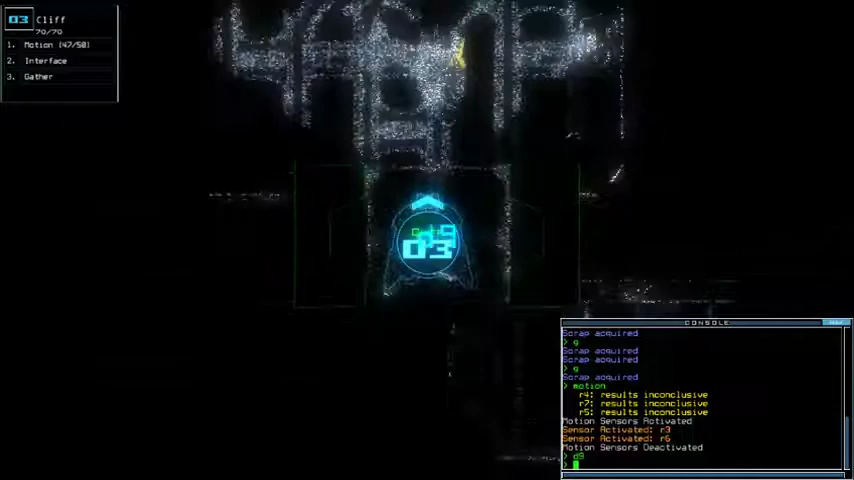 03 Cliff
70/70
1. Motion (47/50)
2. Interface
3. Gather
d9
03
CONSOLE
Scrap acquired
> g
Scrap acquired
Scrap acquired
> g
Scrap acquired
> motion
r4: results inconclusive
r7: results inconclusive
r5: results inconclusive
Motion Sensors Activated
Sensor Activated: r3
Sensor Activated: r6
Motion Sensors Deactivated
> d9
>